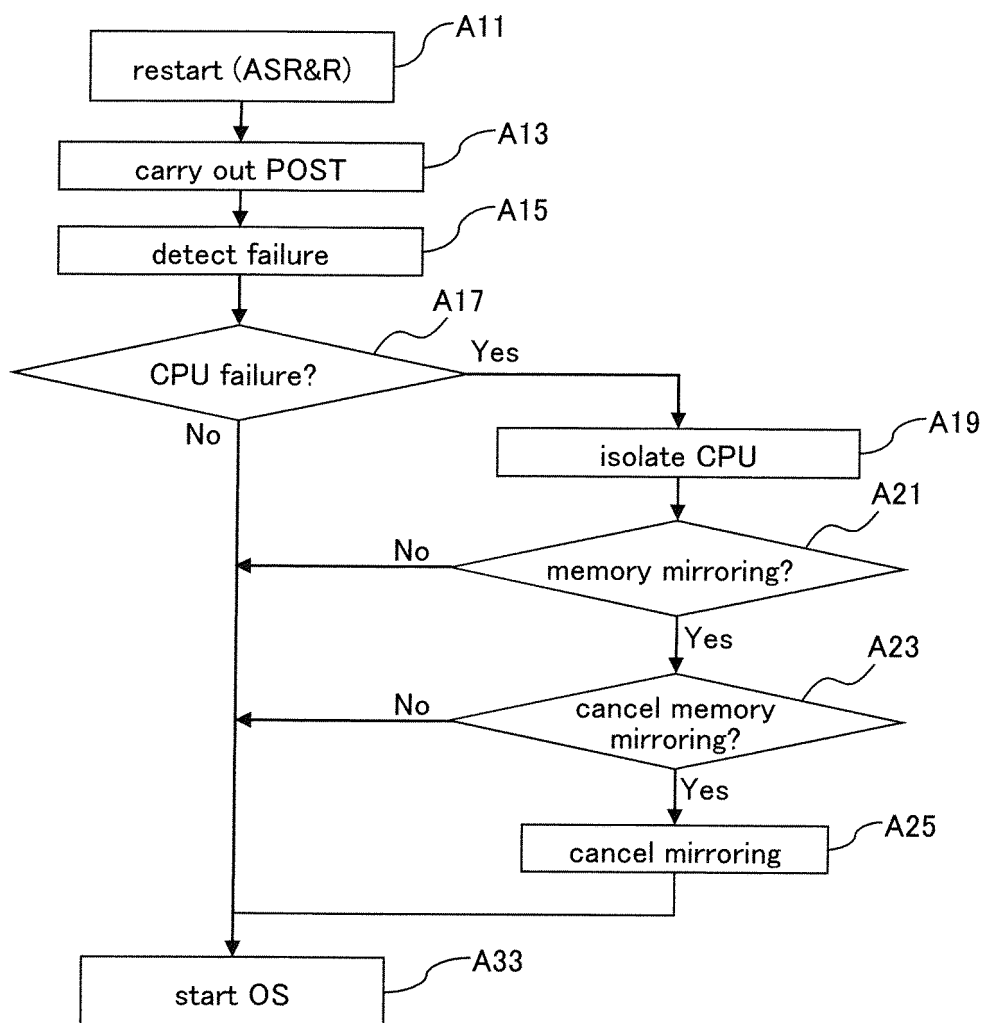 A11
restart (ASR&R)
A13
carry out POST
A15
detect failure
A17
CPU failure?
Yes
No
A19
isolate CPU
A21
memory mirroring?
No
Yes
A23
cancel memory
mirroring?
No
Yes
A25
cancel mirroring
A33
start OS